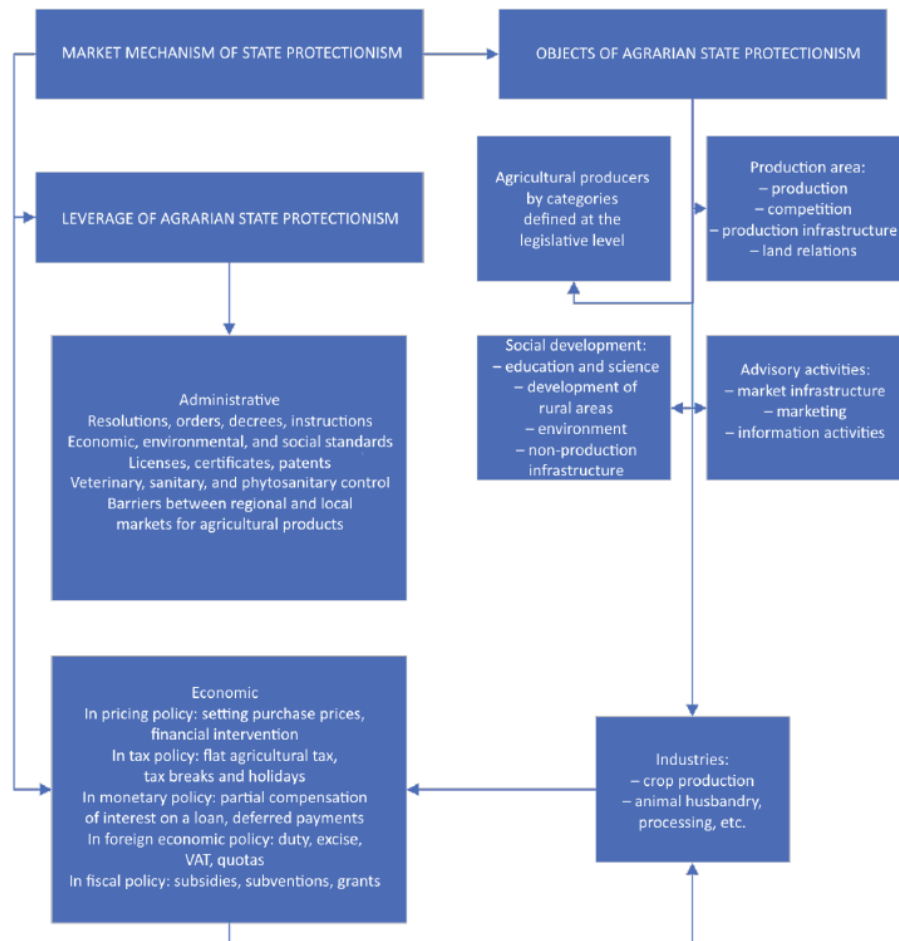 MARKET MECHANISM OF STATE PROTECTIONISM
OBJECTS OF AGRARIAN STATE PROTECTIONISM
LEVERAGE OF AGRARIAN STATE PROTECTIONISM
Agricultural producers
by categories
defined at the
legislative level
Production area:
– production
– competition
– production infrastructure
– land relations
Administrative
Resolutions, orders, decrees, instructions
Economic, environmental, and social standards
Licenses, certificates, patents
Veterinary, sanitary, and phytosanitary control
Barriers between regional and local
markets for agricultural products
Social development:
– education and science
– development of
rural areas
– environment
– non-production
infrastructure
Advisory activities:
– market infrastructure
– marketing
– information activities
Economic
In pricing policy: setting purchase prices,
financial intervention
In tax policy: flat agricultural tax,
tax breaks and holidays
In monetary policy: partial compensation
of interest on a loan, deferred payments
In foreign economic policy: duty, excise,
VAT, quotas
In fiscal policy: subsidies, subventions, grants
Industries:
– crop production
– animal husbandry,
processing, etc.